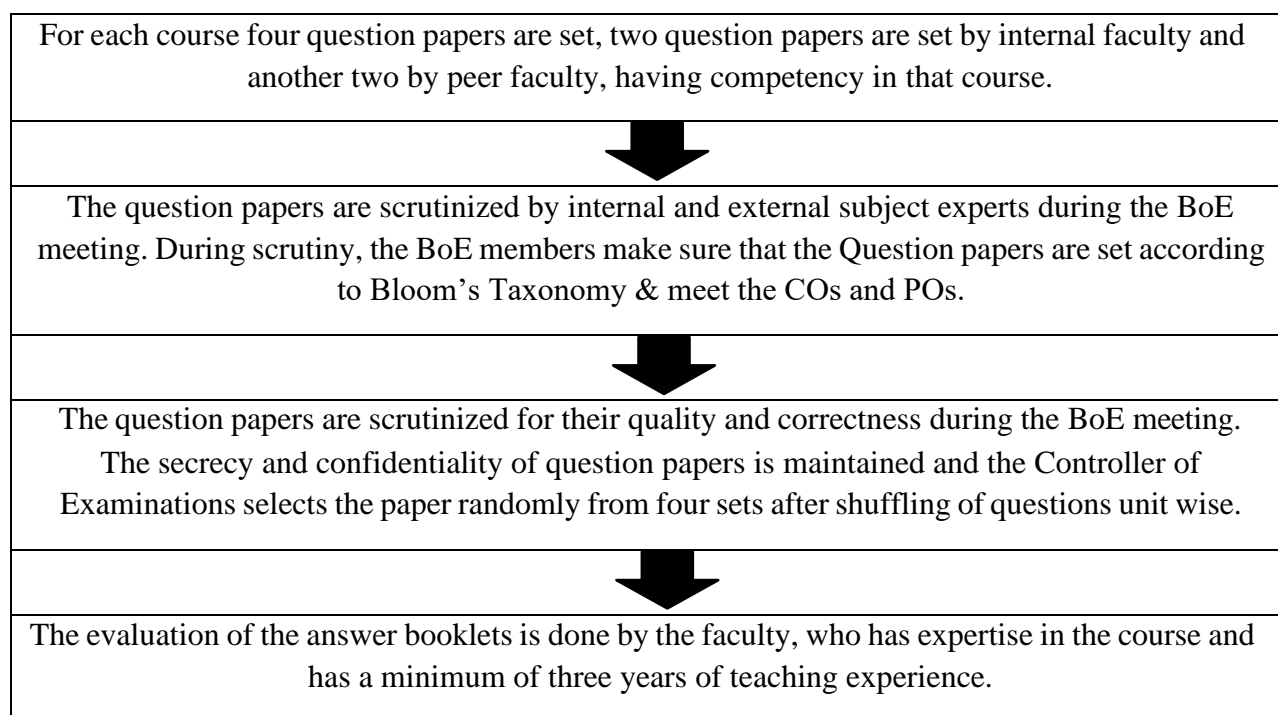 For each course four question papers are set, two question papers are set by internal faculty and
another two by peer faculty, having competency in that course.
The question papers are scrutinized by internal and external subject experts during the BoE
meeting. During scrutiny, the BoE members make sure that the Question papers are set according
to Bloom’s Taxonomy & meet the COs and POs.
The question papers are scrutinized for their quality and correctness during the BoE meeting.
The secrecy and confidentiality of question papers is maintained and the Controller of
Examinations selects the paper randomly from four sets after shuffling of questions unit wise.
The evaluation of the answer booklets is done by the faculty, who has expertise in the course and
has a minimum of three years of teaching experience.